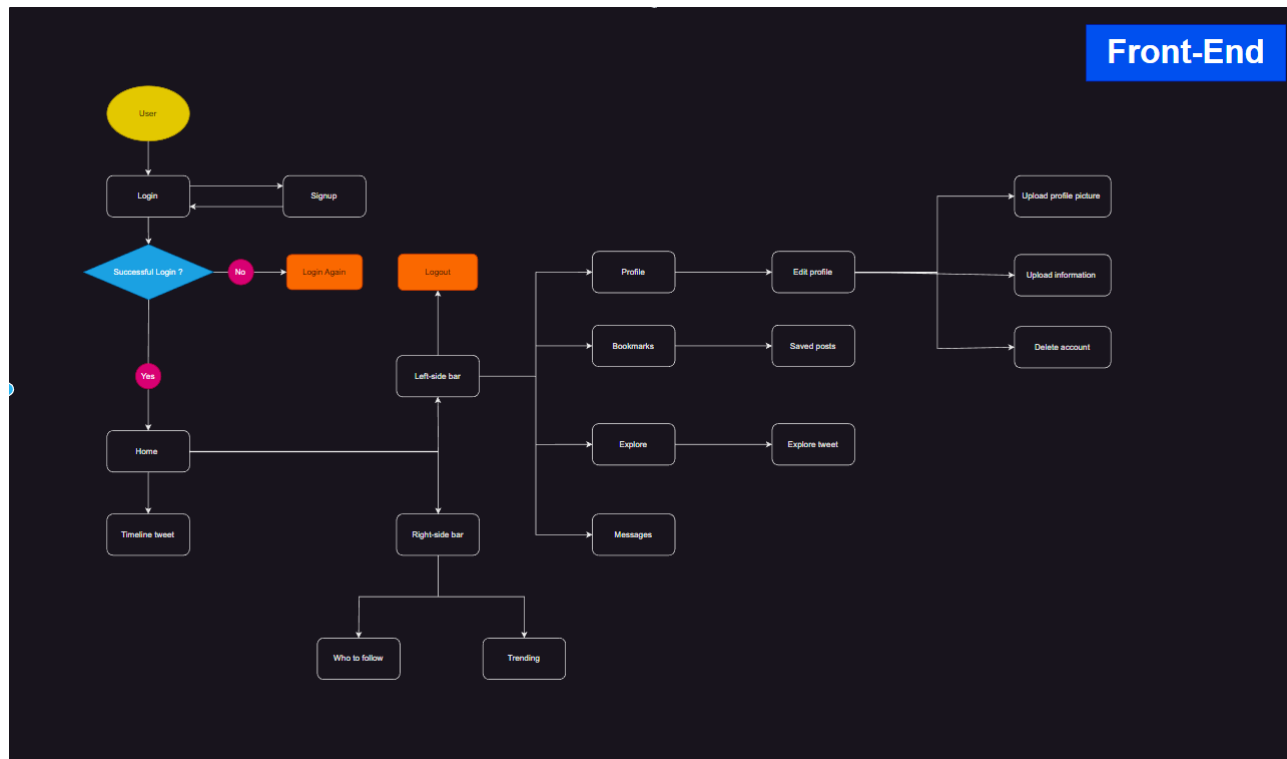 Front-End
User
Login
Signup
Upload profile picture
Successful Login ?
No
Login Again
Logout
Profile
Edit profile
Upload information
Bookmarks
Saved posts
Delete account
Yes
Left-side bar
Home
Explore
Explore tweet
Timeline tweet
Right-side bar
Messages
Who to follow
Trending